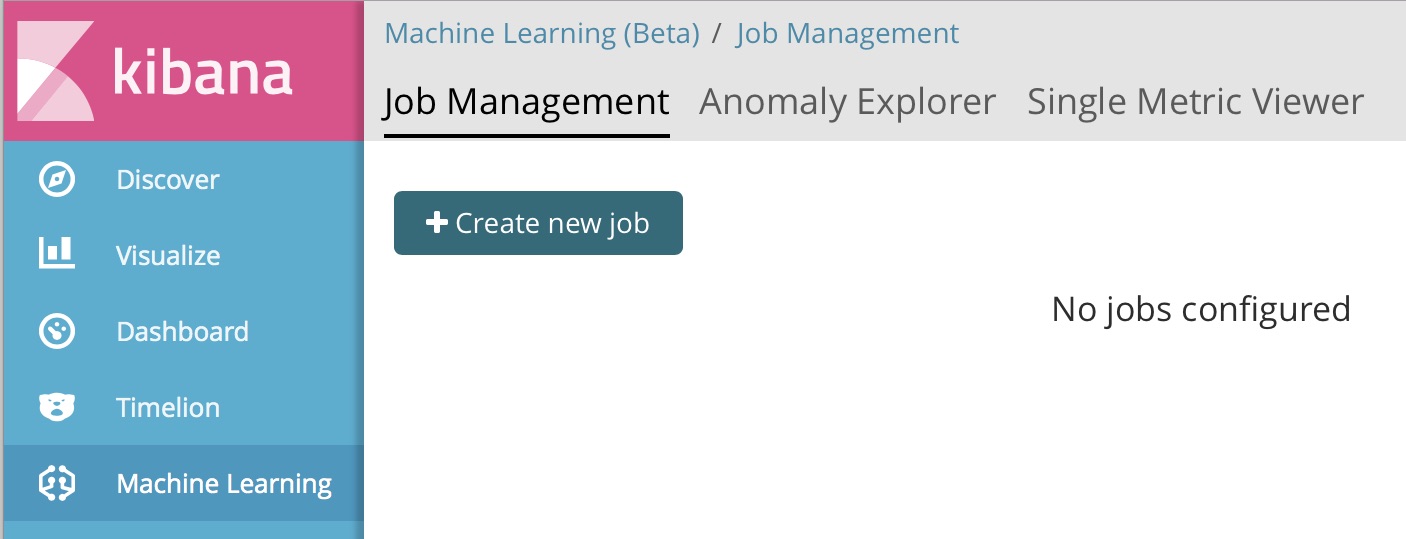 kibana
Discover
Visualize
Dashboard
Timelion
Machine Learning
Machine Learning (Beta) / Job Management
Job Management Anomaly Explorer Single Metric Viewer
Create new job
No jobs configured